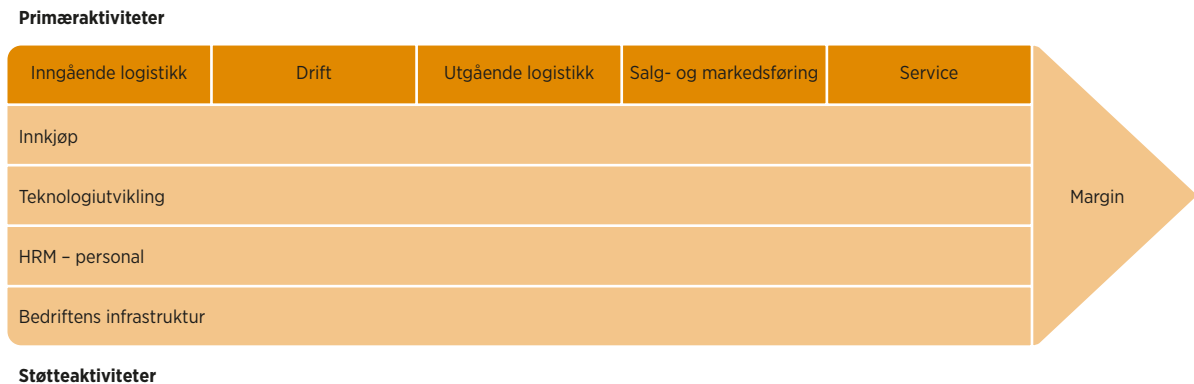 Primæraktiviteter
Inngående logistikk
Drift
Utgående logistikk
Salg- og markedsføring
Service
Innkjøp
Teknologiutvikling
Margin
HRM – personal
Bedriftens infrastruktur
Støtteaktiviteter